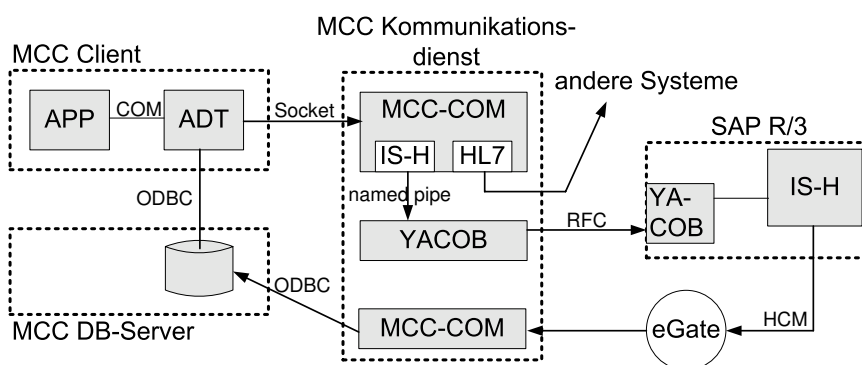 MCC Kommunikations-
dienst
MCC Client
andere Systeme
APP
COM
ADT
Socket
MCC-COM
IS-H
HL7
SAP R/3
ODBC
named pipe
YACOB
RFC
YA-
COB
IS-H
ODBC
MCC DB-Server
MCC-COM
eGate
HCM